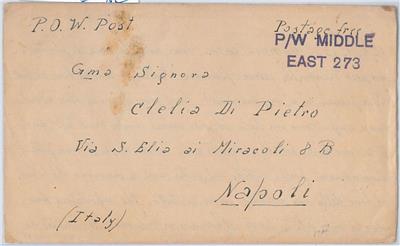 P.O.W. Post. Postage free
P/W MIDDLE
EAST 273
Gma Signora
Clelia Di Pietro
Via S. Elia ai Miracoli 8 B
Napoli
(Italy)